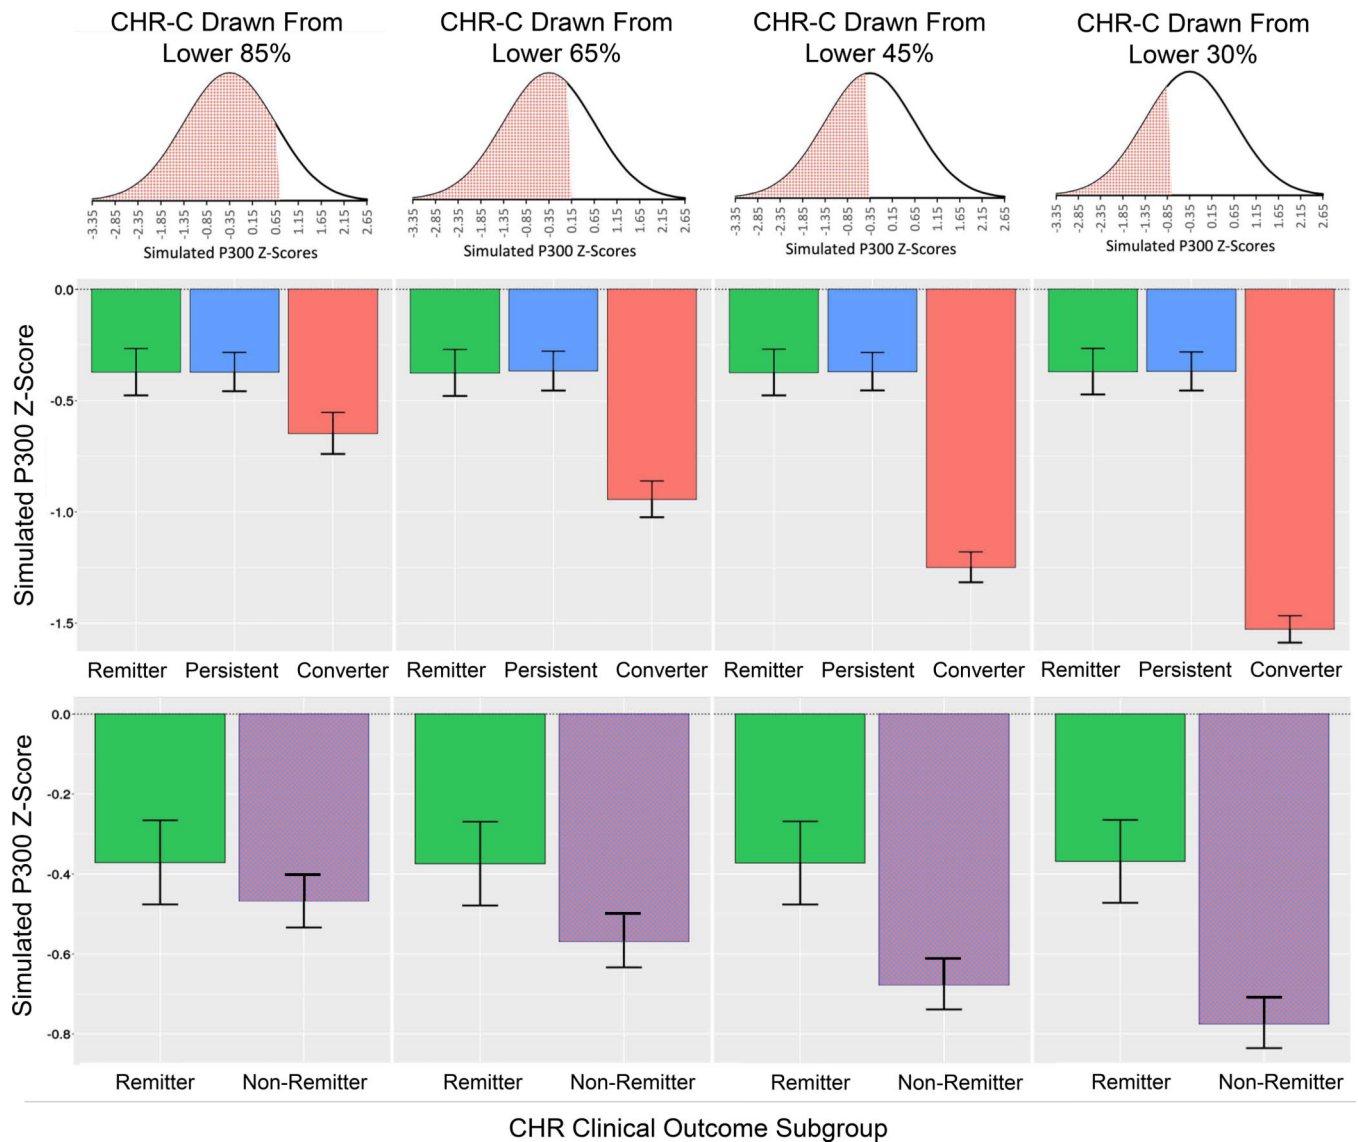 CHR-C Drawn From
Lower 85%
CHR-C Drawn From
Lower 65%
CHR-C Drawn From
Lower 45%
CHR-C Drawn From
Lower 30%
-3.35 -2.85 -1.85 -1.35 -0.85 -0.35 0.15 0.65 1.15 1.65 2.15 2.65
Simulated P300 Z-Scores
-3.35 -2.85 -1.85 -1.35 -0.85 -0.35 0.15 0.65 1.15 1.65 2.15 2.65
Simulated P300 Z-Scores
-3.35 -2.85 -1.85 -1.35 -0.85 -0.35 0.15 0.65 1.15 1.65 2.15 2.65
Simulated P300 Z-Scores
-3.35 -2.85 -1.85 -1.35 -0.85 -0.35 0.15 0.65 1.15 1.65 2.15 2.65
Simulated P300 Z-Scores
Simulated P300 Z-Score
0.0
-0.5
-1.0
-1.5
Remitter Persistent Converter
Remitter Persistent Converter
Remitter Persistent Converter
Remitter Persistent Converter
Simulated P300 Z-Score
0.0
-0.2
-0.4
-0.6
-0.8
Remitter Non-Remitter
Remitter Non-Remitter
Remitter Non-Remitter
Remitter Non-Remitter
CHR Clinical Outcome Subgroup